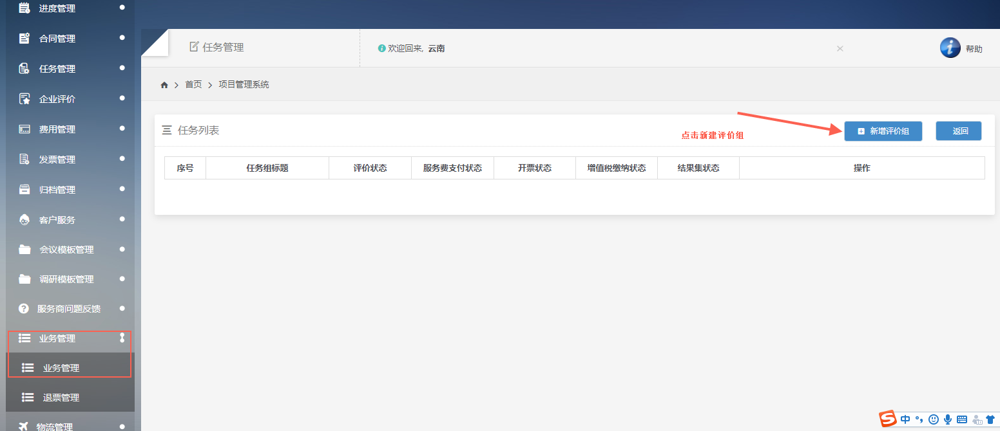 进度管理
合同管理
任务管理
企业评价
费用管理
发票管理
归档管理
客户服务
会议模板管理
调研模板管理
服务商问题反馈
业务管理
业务管理
退票管理
物流管理
任务管理
欢迎回来, 云南
×
帮助
首页 > 项目管理系统
任务列表
点击新建评价组
新增评价组
返回
序号 任务组标题 评价状态 服务费支付状态 开票状态 增值税缴纳状态 结果集状态 操作
中